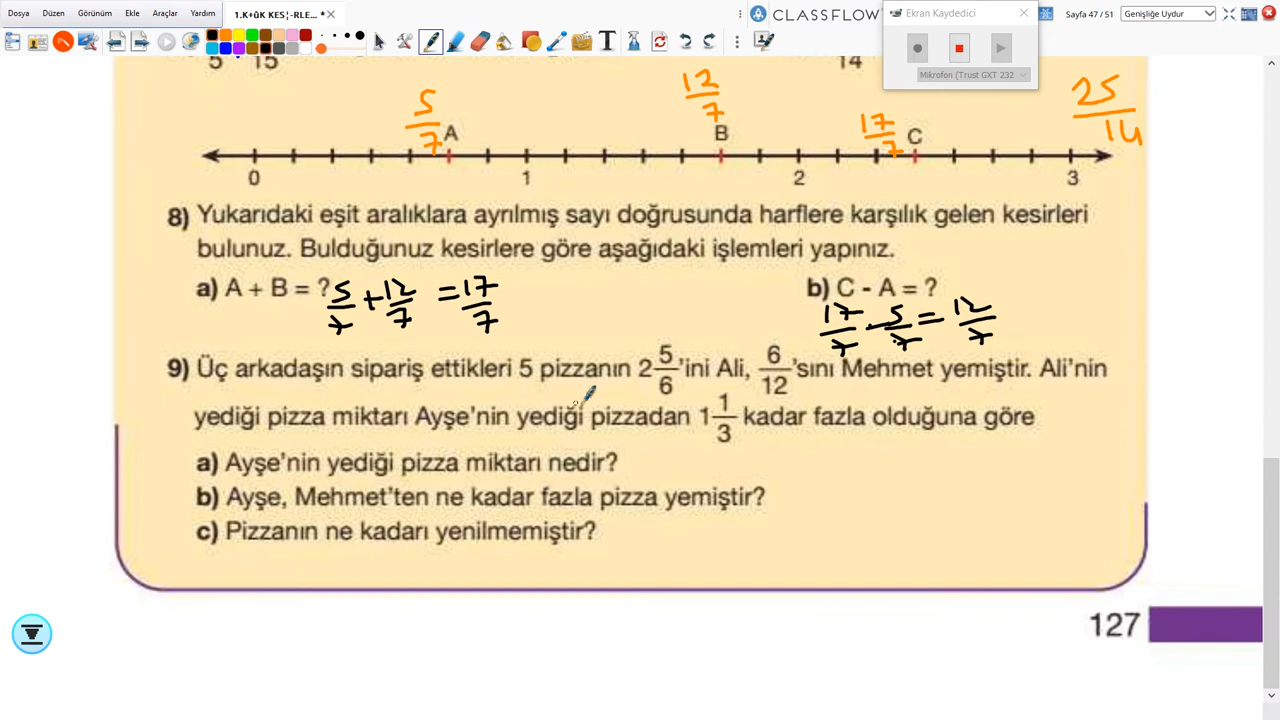 Dosya Düzen Görünüm Ekle Araçlar Yardım
1.K+ûK KES¦-RLE... *
CLASSFLOW
Ekran Kaydedici
Sayfa 47 / 51
Genişliğe Uydur
Mikrofon (Trust GXT 232
5 15 14
5/7 12/7 17/7 25/14
A B C
0 1 2 3
8) Yukarıdaki eşit aralıklara ayrılmış sayı doğrusunda harflere karşılık gelen kesirleri
bulunuz. Bulduğunuz kesirlere göre aşağıdaki işlemleri yapınız.
a) A + B = ? 5/7 + 12/7 = 17/7
b) C - A = ?
17/7 - 5/7 = 12/7
9) Üç arkadaşın sipariş ettikleri 5 pizzanın 2 5/6'ini Ali, 6/12'sını Mehmet yemiştir. Ali'nin
yediği pizza miktarı Ayşe'nin yediği pizzadan 1 1/3 kadar fazla olduğuna göre
a) Ayşe'nin yediği pizza miktarı nedir?
b) Ayşe, Mehmet'ten ne kadar fazla pizza yemiştir?
c) Pizzanın ne kadarı yenilmemiştir?
127